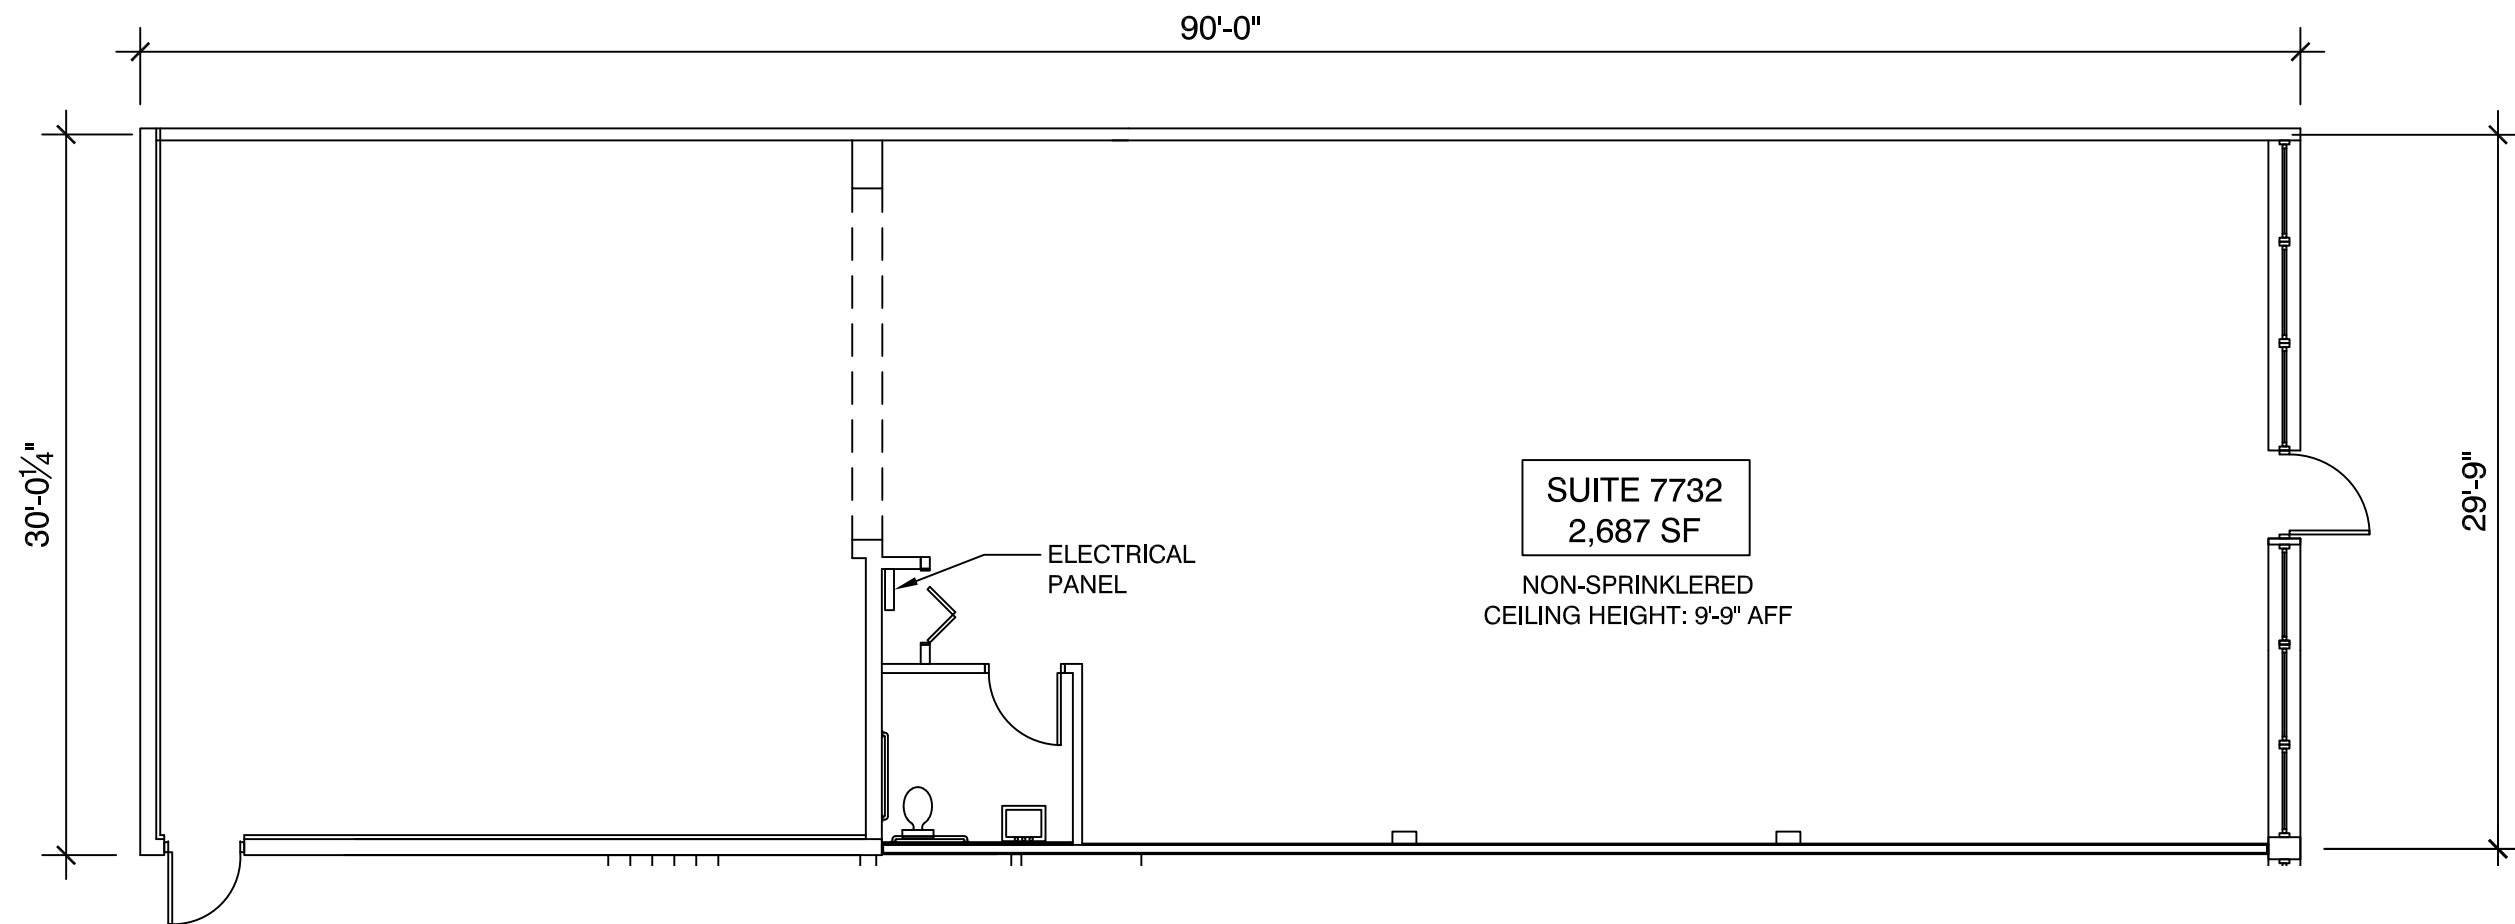 90'-0"
30'-0¼"
SUITE 7732
2,687 SF
29'-9"
ELECTRICAL
PANEL
NON-SPRINKLERED
CEILING HEIGHT: 9'-9" AFF